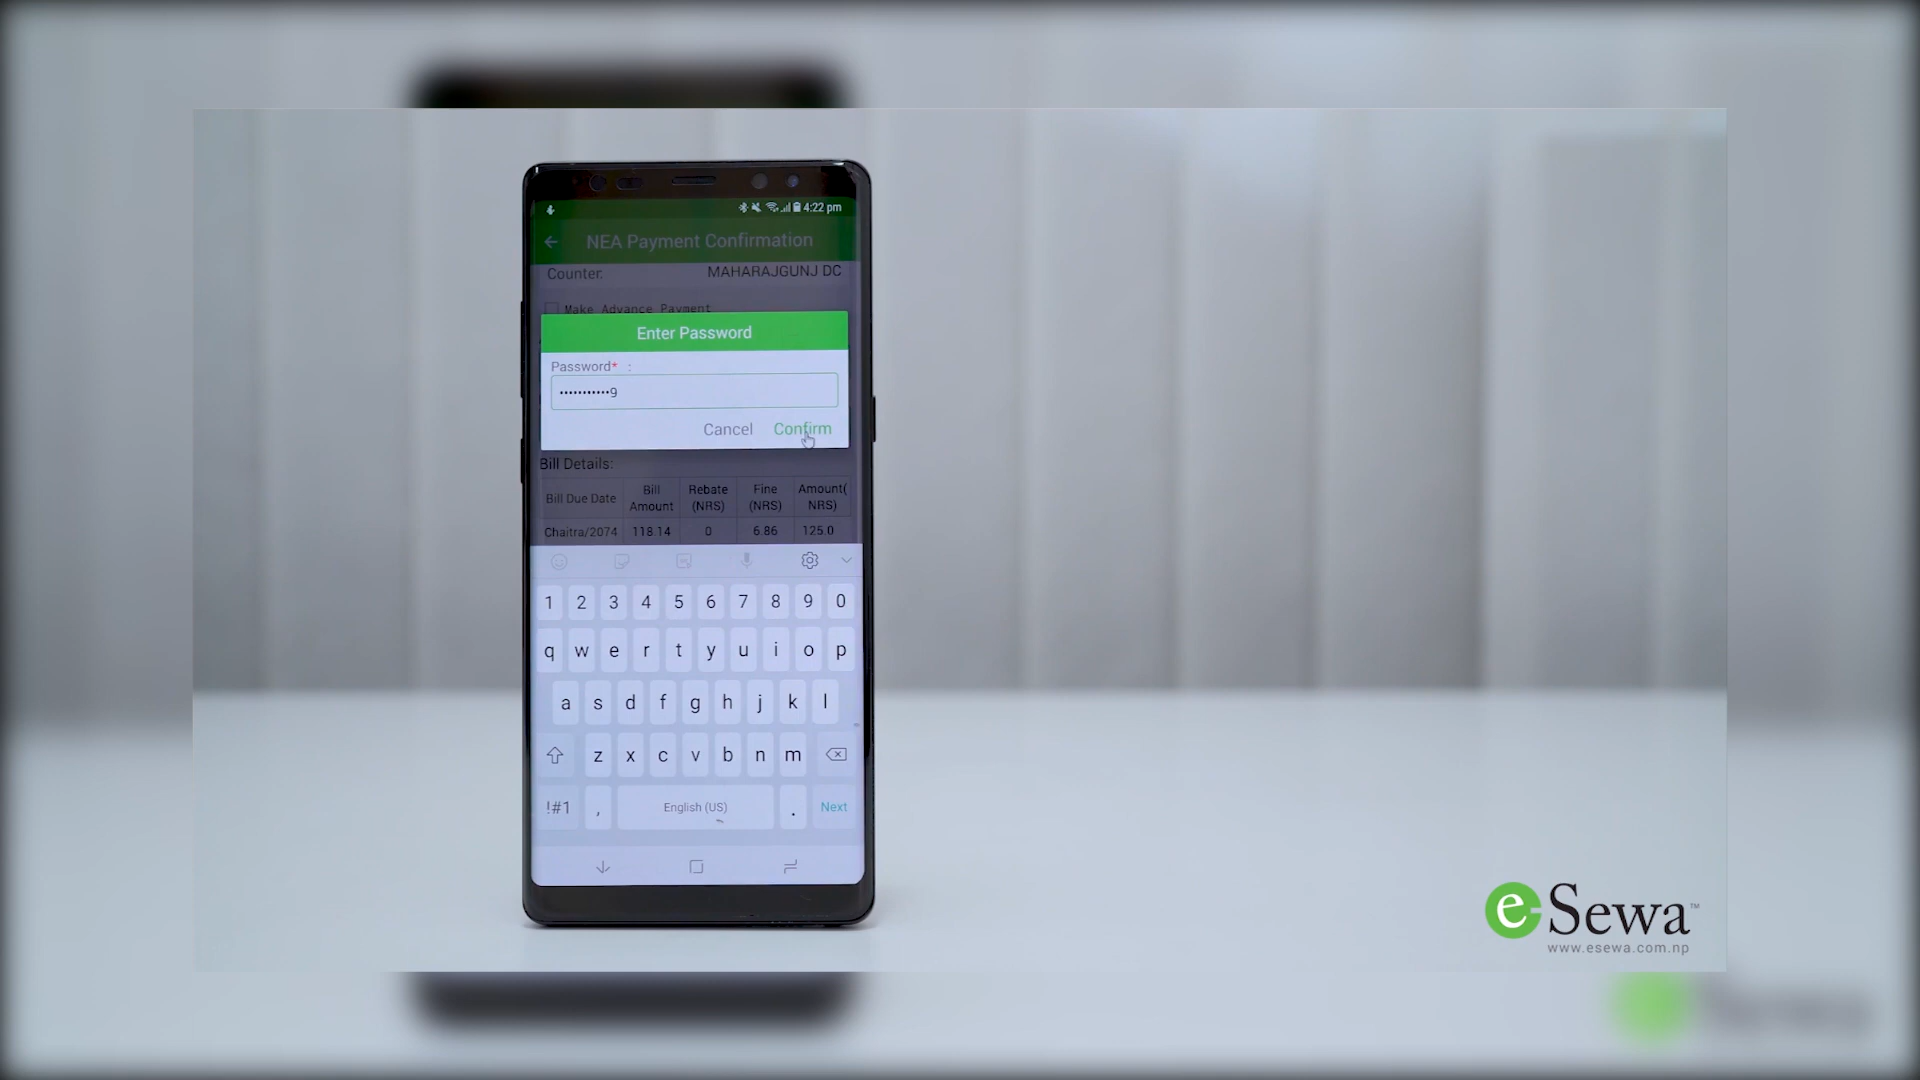 4:22 pm
NEA Payment Confirmation
Counter: MAHARAJGUNJ DC
Make Advance Payment
Enter Password
Password* :
•••••••••••9
Cancel Confirm
Bill Details:
Bill Due Date Bill Amount Rebate (NRS) Fine (NRS) Amount( NRS)
Chaitra/2074 118.14 0 6.86 125.0
1 2 3 4 5 6 7 8 9 0
q w e r t y u i o p
a s d f g h j k l
z x c v b n m
!#1 , English (US) . Next
e-Sewa™
www.esewa.com.np